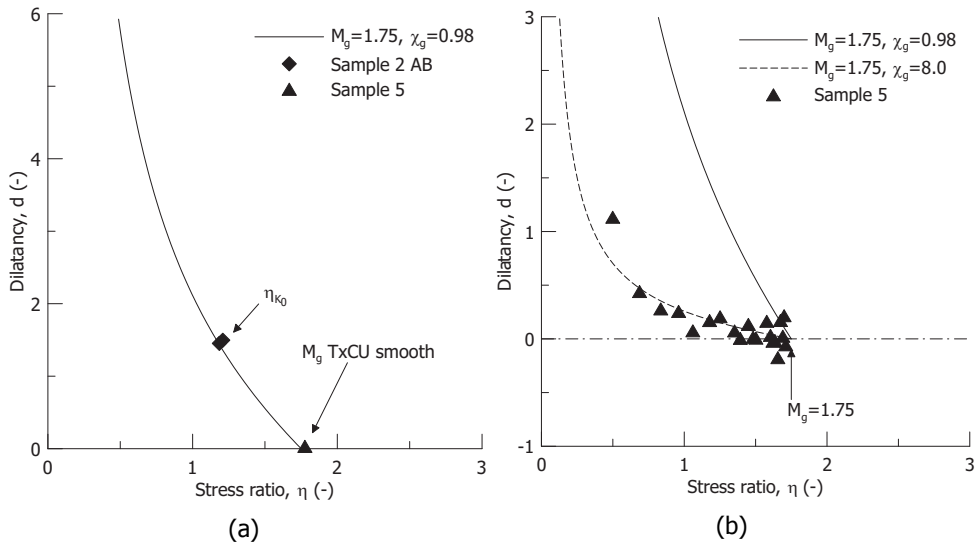 6
4
2
0
0
1
2
3
Dilatancy, d (-)
Stress ratio, η (-)
M_g=1.75, χ_g=0.98
Sample 2 AB
Sample 5
η_K₀
M_g TxCU smooth
(a)
3
2
1
0
-1
0
1
2
3
Dilatancy, d (-)
Stress ratio, η (-)
M_g=1.75, χ_g=0.98
M_g=1.75, χ_g=8.0
Sample 5
M_g=1.75
(b)